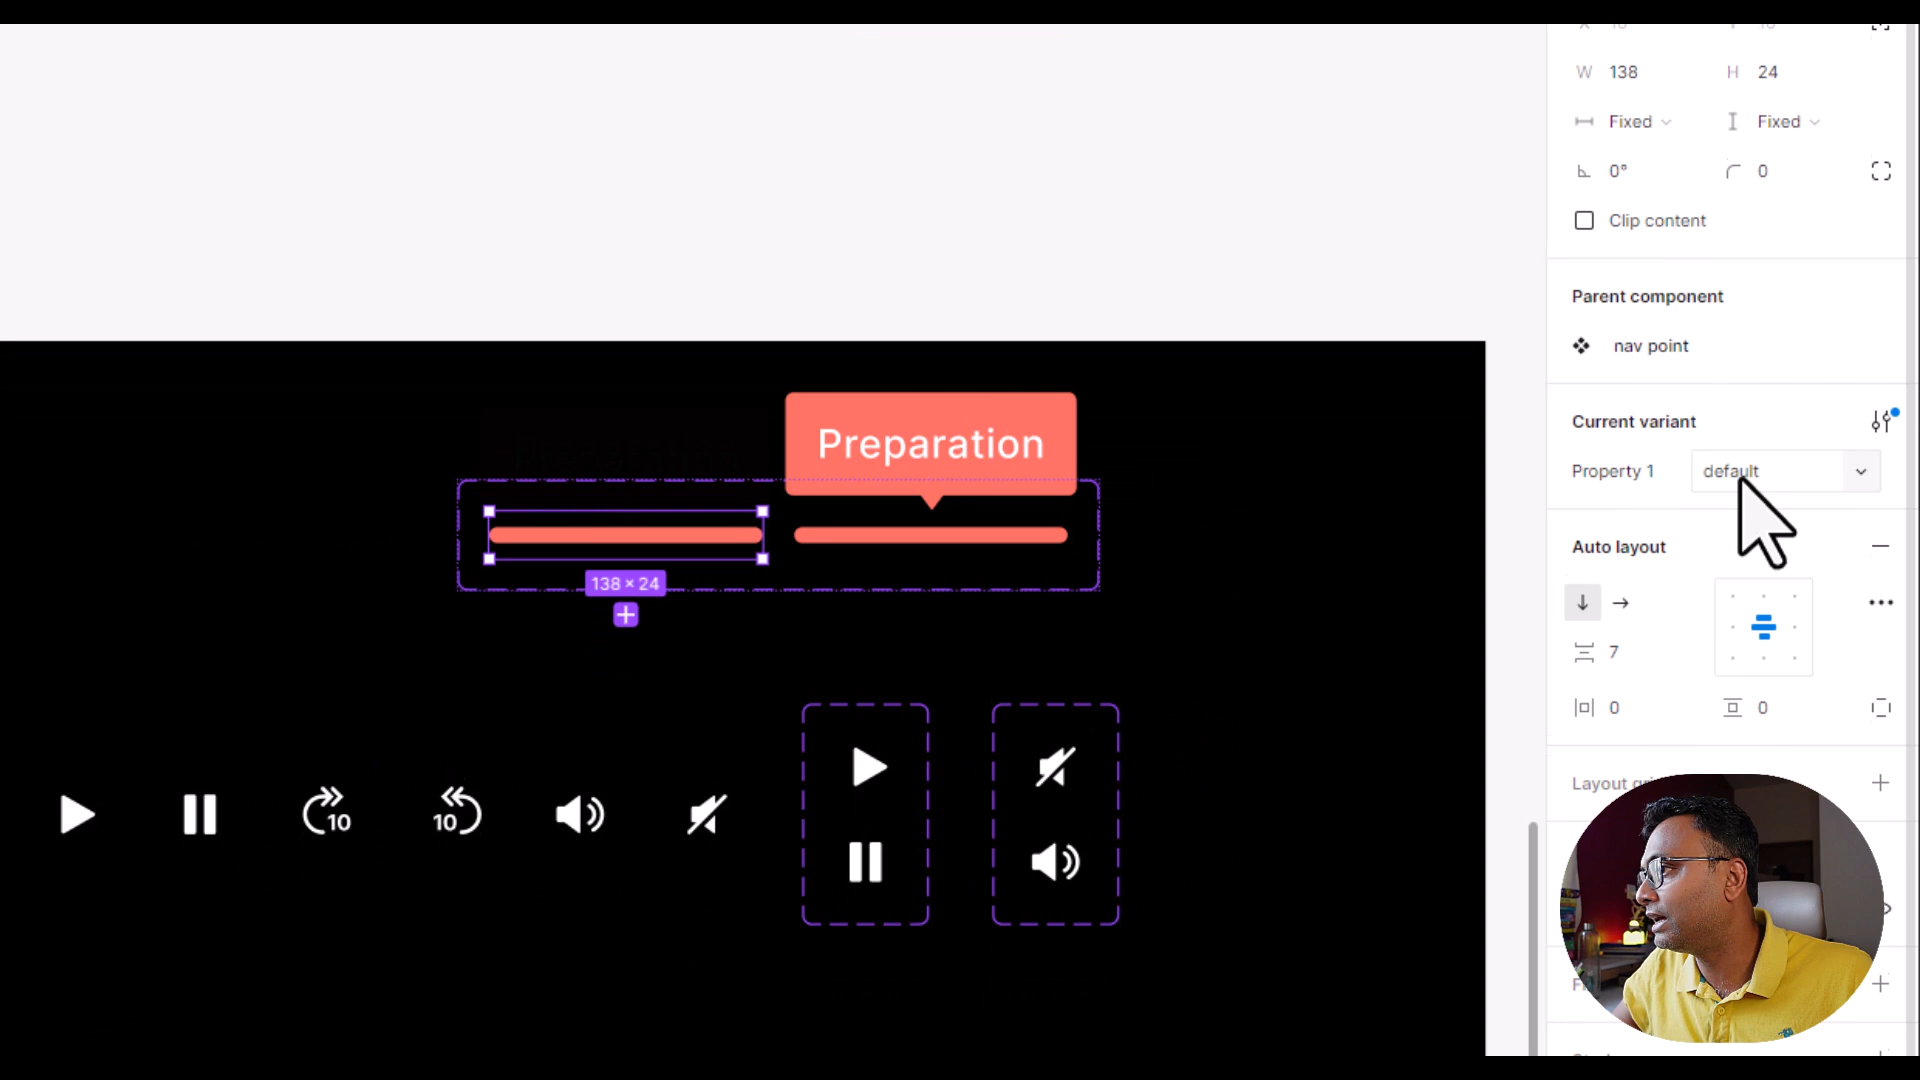 W 138 H 24
Fixed Fixed
0° 0
Clip content
Parent component
nav point
Current variant
Property 1 default
Auto layout
7
0 0
Preparation
138 × 24
10
10